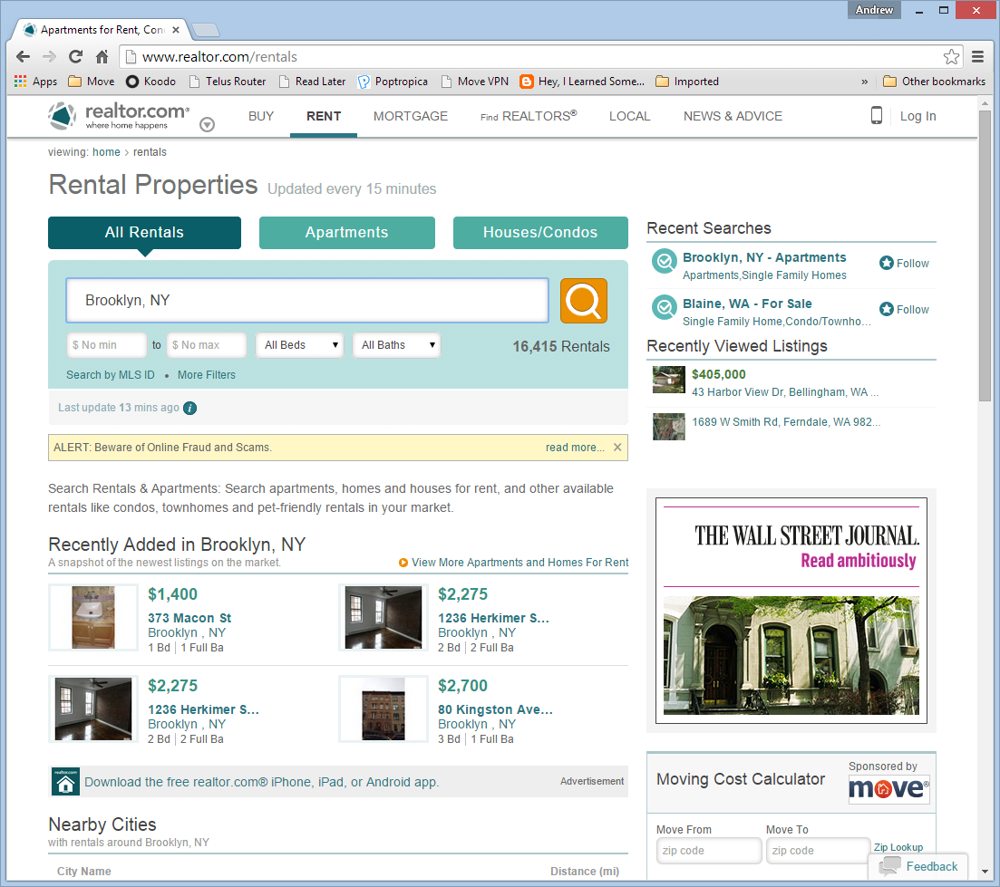 Andrew
Apartments for Rent, Con
www.realtor.com/rentals
Apps Move Koodo Telus Router Read Later Poptropica Move VPN Hey, I Learned Some... Imported » Other bookmarks
realtor.com®
where home happens
BUY RENT MORTGAGE Find REALTORS® LOCAL NEWS & ADVICE Log In
viewing: home > rentals
Rental Properties Updated every 15 minutes
All Rentals Apartments Houses/Condos
Brooklyn, NY
$ No min to $ No max All Beds All Baths 16,415 Rentals
Search by MLS ID • More Filters
Last update 13 mins ago i
ALERT: Beware of Online Fraud and Scams. read more... ×
Search Rentals & Apartments: Search apartments, homes and houses for rent, and other available
rentals like condos, townhomes and pet-friendly rentals in your market.
Recently Added in Brooklyn, NY
A snapshot of the newest listings on the market. View More Apartments and Homes For Rent
$1,400
373 Macon St
Brooklyn , NY
1 Bd | 1 Full Ba
$2,275
1236 Herkimer S...
Brooklyn , NY
2 Bd | 2 Full Ba
$2,275
1236 Herkimer S...
Brooklyn , NY
2 Bd | 2 Full Ba
$2,700
80 Kingston Ave...
Brooklyn , NY
3 Bd | 1 Full Ba
realtor.com
Download the free realtor.com® iPhone, iPad, or Android app. Advertisement
Nearby Cities
with rentals around Brooklyn, NY
City Name Distance (mi)
Recent Searches
Brooklyn, NY - Apartments
Apartments,Single Family Homes
Follow
Blaine, WA - For Sale
Single Family Home,Condo/Townho...
Follow
Recently Viewed Listings
$405,000
43 Harbor View Dr, Bellingham, WA ...
1689 W Smith Rd, Ferndale, WA 982...
THE WALL STREET JOURNAL.
Read ambitiously
Moving Cost Calculator
Sponsored by
move®
Move From Move To
zip code zip code Zip Lookup
Feedback